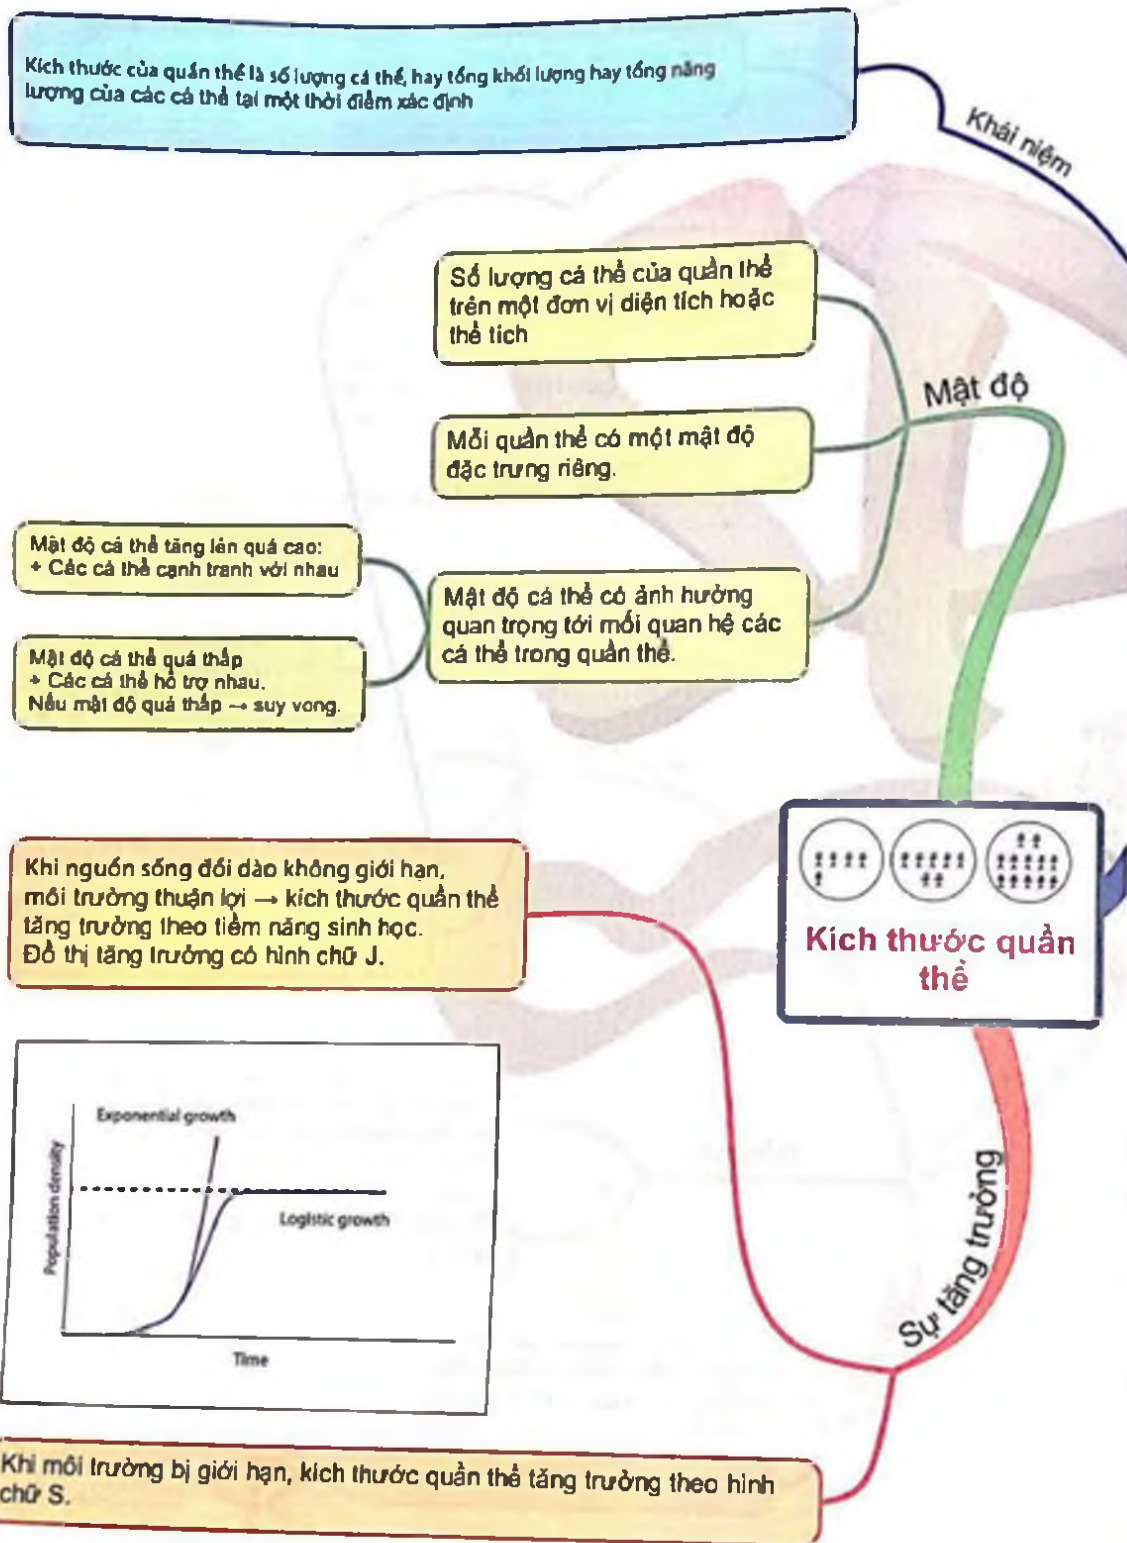 Kích thước của quần thể là số lượng cá thể, hay tổng khối lượng hay tổng năng
lượng của các cá thể tại một thời điểm xác định
Khái niệm
Số lượng cá thể của quần thể
trên một đơn vị diện tích hoặc
thể tích
Mật độ
Mỗi quần thể có một mật độ
đặc trưng riêng.
Mật độ cá thể tăng lên quá cao:
+ Các cá thể cạnh tranh với nhau
Mật độ cá thể có ảnh hưởng
quan trọng tới mối quan hệ các
cá thể trong quần thể.
Mật độ cá thể quá thấp
+ Các cá thể hỗ trợ nhau.
Nếu mật độ quá thấp → suy vong.
Khi nguồn sống dồi dào không giới hạn,
môi trường thuận lợi → kích thước quần thể
tăng trưởng theo tiềm năng sinh học.
Đồ thị tăng trưởng có hình chữ J.
Kích thước quần
thể
Exponential growth
Population density
Logistic growth
Time
Sự tăng trưởng
Khi môi trường bị giới hạn, kích thước quần thể tăng trưởng theo hình
chữ S.